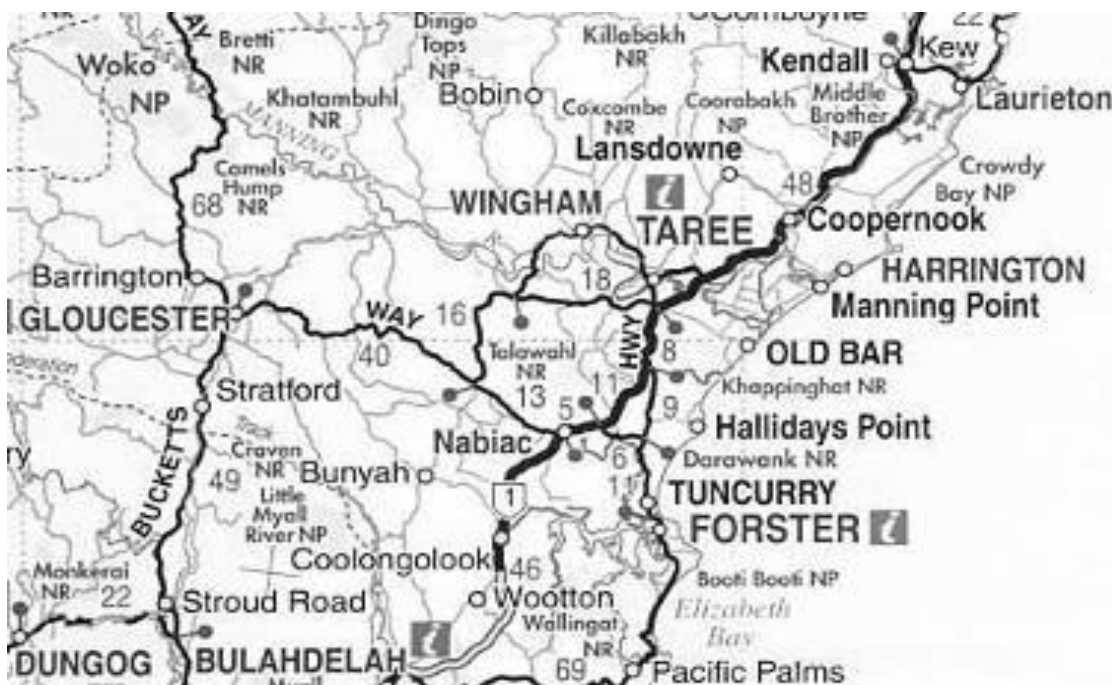 WAY
Bretti
NR
Dingo
Tops
NP
Killabakh
NR
22
Kew
Kendall
Woko
NP
Khatambuhl
NR
MANNING
Bobin
Coxcombe
NR
Coorabakh
NP
Middle
Brother
NP
Laurieton
Lansdowne
Crowdy
Bay NP
48
Camels
Hump
NR
68
WINGHAM
i
TAREE
Coopernook
Barrington
18
HARRINGTON
Manning Point
GLOUCESTER
WAY
16
HWY
40
Talawahl
NR
8
OLD BAR
Khappinghat NR
Stratford
13
11
9
5
Nabiac
1
Hallidays Point
BUCKETTS
Track
Craven
NR
49
Bunyah
6
Darawank NR
Little
Myall
River NP
1
11
TUNCURRY
FORSTER
i
Coolongolook
46
Booti Booti NP
Monkerai
NR
22
Stroud Road
Wootton
Wallingat
NR
Elizabeth
Bay
i
DUNGOG
BULAHDELAH
69
Pacific Palms